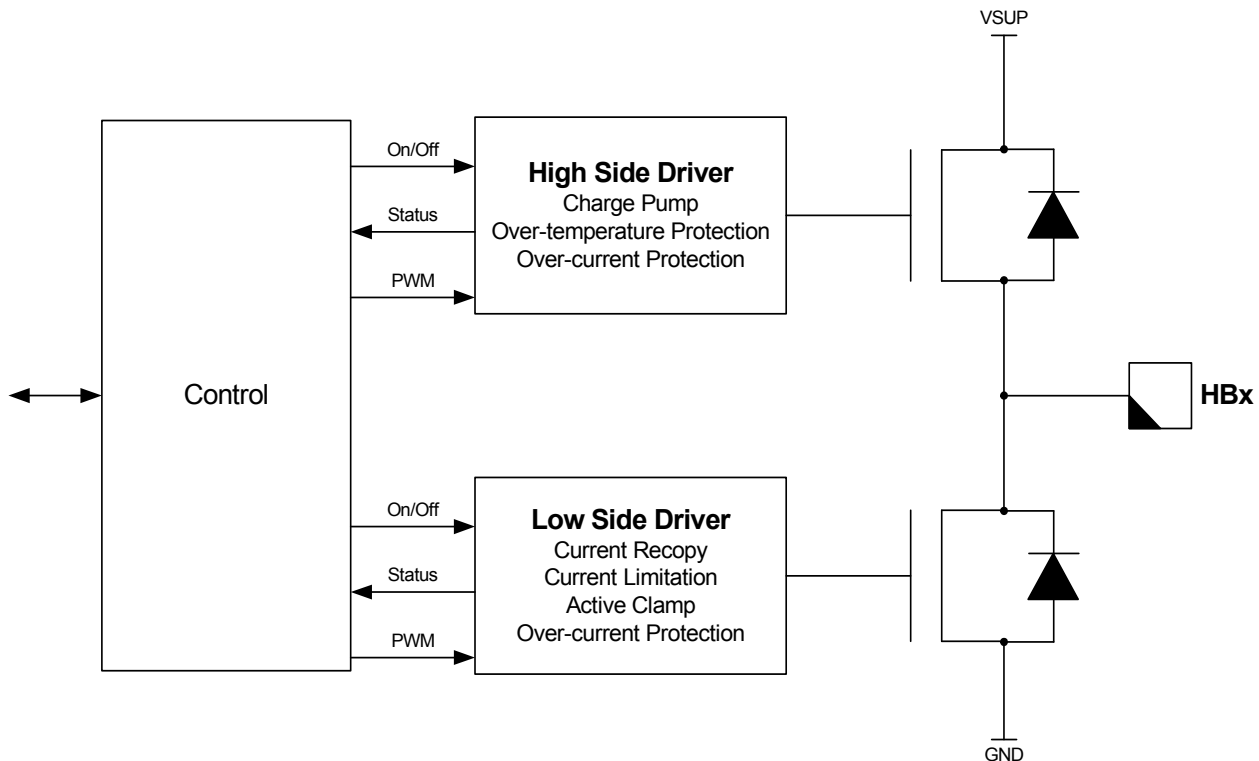 VSUP
Control
On/Off
Status
PWM
High Side Driver
Charge Pump
Over-temperature Protection
Over-current Protection
HBx
On/Off
Status
PWM
Low Side Driver
Current Recopy
Current Limitation
Active Clamp
Over-current Protection
GND